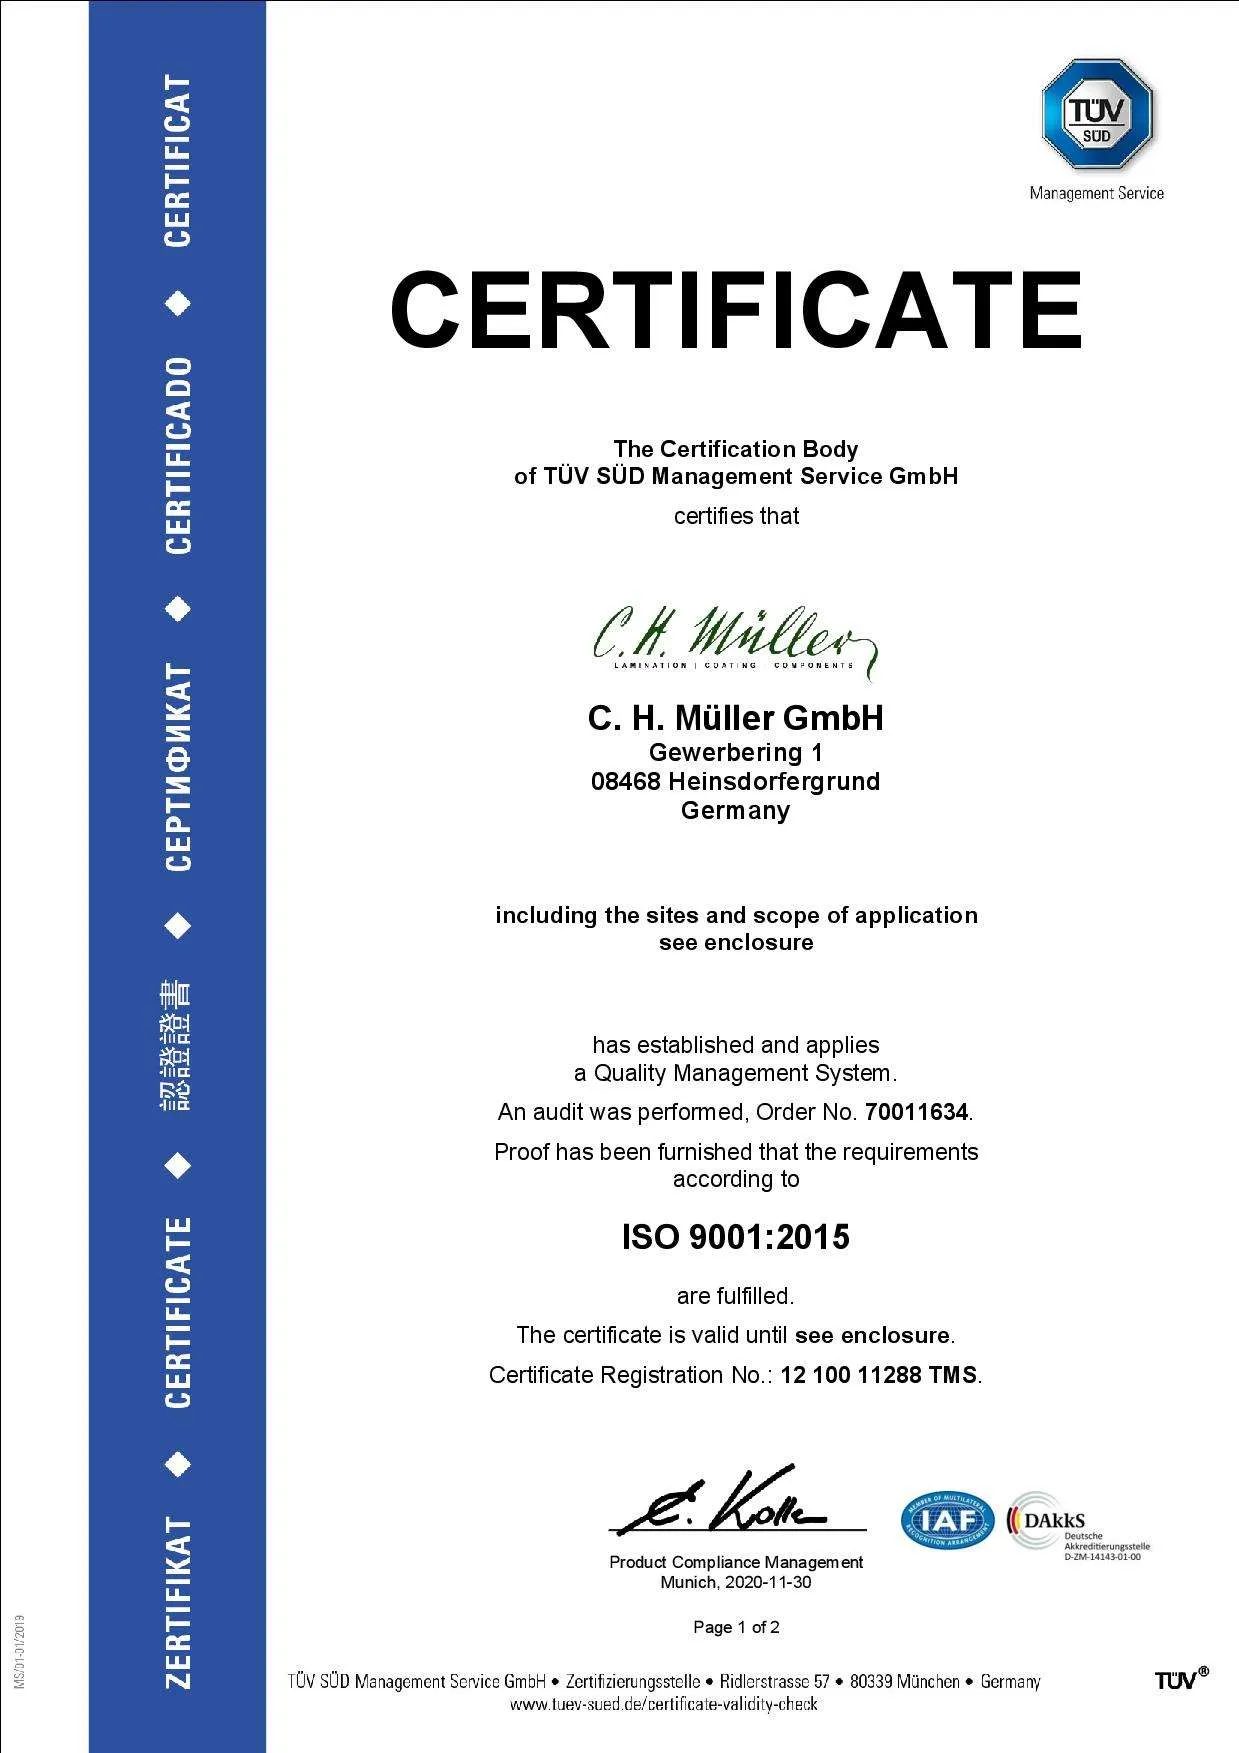 TÜV
SÜD
Management Service
CERTIFICATE
The Certification Body
of TÜV SÜD Management Service GmbH
certifies that
C. H. Müller
LAMINATION | COATING | COMPONENTS
C. H. Müller GmbH
Gewerbering 1
08468 Heinsdorfergrund
Germany
including the sites and scope of application
see enclosure
has established and applies
a Quality Management System.
An audit was performed, Order No. 70011634.
Proof has been furnished that the requirements
according to
ISO 9001:2015
are fulfilled.
The certificate is valid until see enclosure.
Certificate Registration No.: 12 100 11288 TMS.
E. Koller
MEMBER OF MULTILATERAL
IAF
RECOGNITION ARRANGEMENT
DAkkS
Deutsche
Akkreditierungsstelle
D-ZM-14143-01-00
Product Compliance Management
Munich, 2020-11-30
Page 1 of 2
TÜV SÜD Management Service GmbH • Zertifizierungsstelle • Ridlerstrasse 57 • 80339 München • Germany
www.tuev-sued.de/certificate-validity-check
TÜV®
ZERTIFIKAT ◆ CERTIFICATE ◆ 認證證書 ◆ СЕРТИФИКАТ ◆ CERTIFICADO ◆ CERTIFICAT
MS/01-01/2019